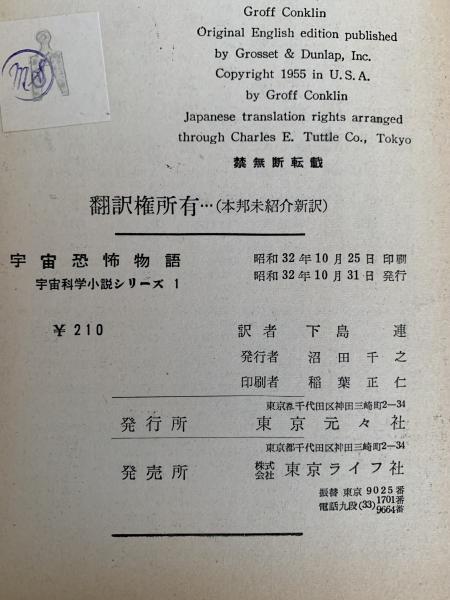 Groff Conklin
Original English edition published
by Grosset & Dunlap, Inc.
Copyright 1955 in U.S.A.
by Groff Conklin
Japanese translation rights arranged
through Charles E. Tuttle Co., Tokyo
禁無断転載
翻訳権所有…(本邦未紹介新訳)
宇宙恐怖物語
宇宙科学小説シリーズ 1
昭和32年10月25日 印刷
昭和32年10月31日 発行
¥210
訳者 下島連
発行者 沼田千之
印刷者 稲葉正仁
東京都千代田区神田三崎町2-34
発行所 東京元々社
東京都千代田区神田三崎町2-34
発売所 株式会社 東京ライフ社
振替 東京 9025番
電話九段(33)1701番
9664番